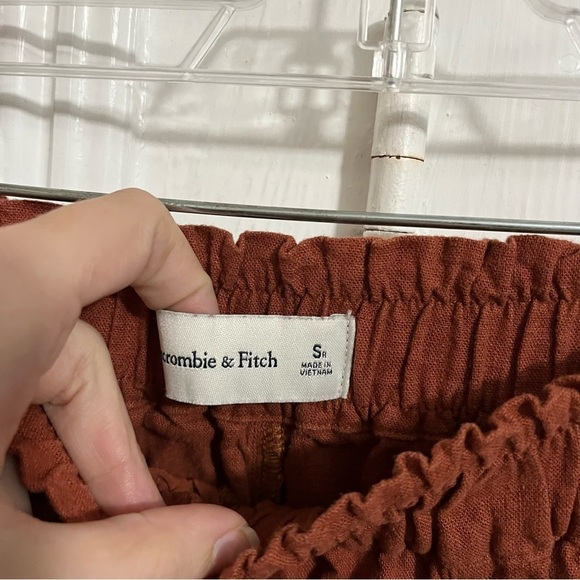 crombie & Fitch
SR
MADE IN
VIETNAM